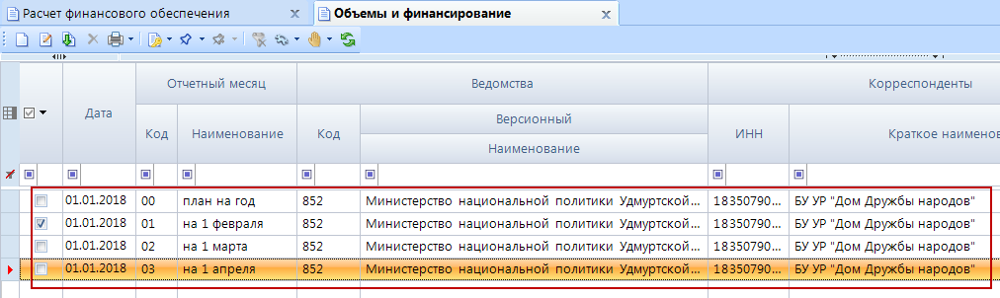 Расчет финансового обеспечения
Объемы и финансирование
Дата
Отчетный месяц
Ведомства
Корреспонденты
Код
Наименование
Код
Версионный
Наименование
ИНН
Краткое наименов
01.01.2018 00 план на год 852 Министерство национальной политики Удмуртской... 18350790... БУ УР "Дом Дружбы народов"
01.01.2018 01 на 1 февраля 852 Министерство национальной политики Удмуртской... 18350790... БУ УР "Дом Дружбы народов"
01.01.2018 02 на 1 марта 852 Министерство национальной политики Удмуртской... 18350790... БУ УР "Дом Дружбы народов"
01.01.2018 03 на 1 апреля 852 Министерство национальной политики Удмуртской... 18350790... БУ УР "Дом Дружбы народов"